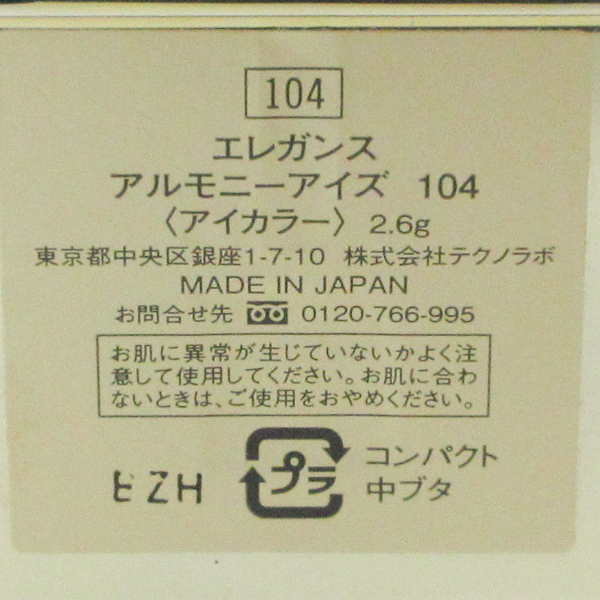 104
エレガンス
アルモニーアイズ 104
〈アイカラー〉 2.6g
東京都中央区銀座1-7-10 株式会社テクノラボ
MADE IN JAPAN
お問合せ先 0120-766-995
お肌に異常が生じていないかよく注
意して使用してください。お肌に合わ
ないときは、ご使用をおやめください。
プラ
コンパクト
中ブタ
EZH